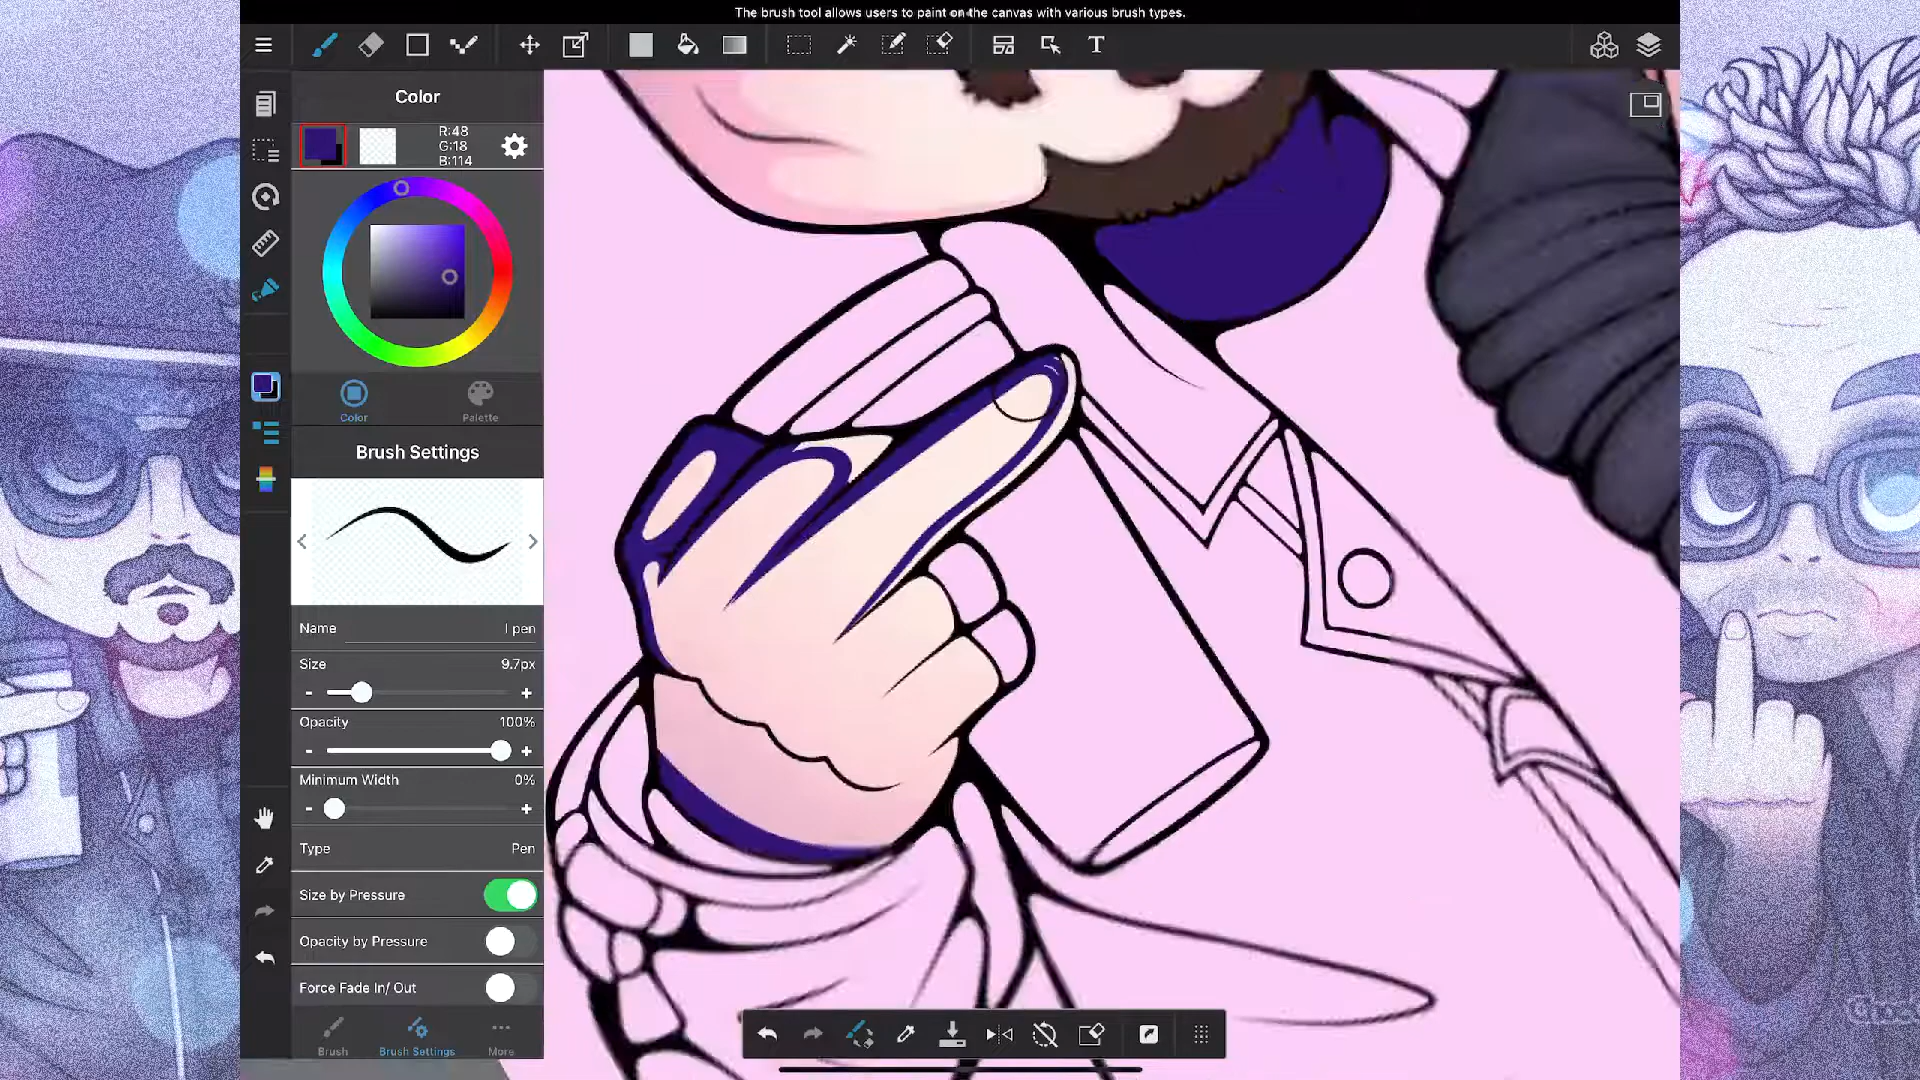 The brush tool allows users to paint on the canvas with various brush types.
Color
R:48
G:18
B:114
Color
Palette
Brush Settings
Name
I pen
Size
9.7px
-
+
Opacity
100%
-
+
Minimum Width
0%
-
+
Type
Pen
Size by Pressure
Opacity by Pressure
Force Fade In/ Out
Brush
Brush Settings
More
T